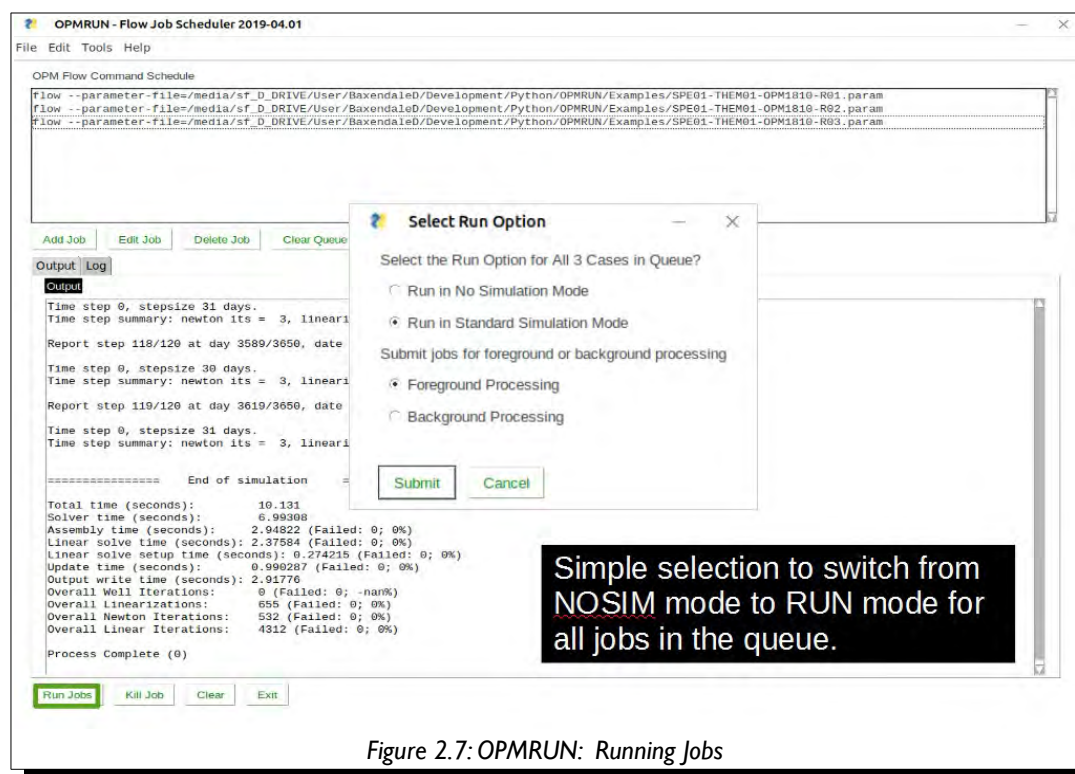 OPMRUN - Flow Job Scheduler 2019-04.01
File Edit Tools Help
OPM Flow Command Schedule
flow --parameter-file=/media/sf_D_DRIVE/User/BaxendaleD/Development/Python/OPMRUN/Examples/SPE01-THEM01-OPM1810-R01.param
flow --parameter-file=/media/sf_D_DRIVE/User/BaxendaleD/Development/Python/OPMRUN/Examples/SPE01-THEM01-OPM1810-R02.param
flow --parameter-file=/media/sf_D_DRIVE/User/BaxendaleD/Development/Python/OPMRUN/Examples/SPE01-THEM01-OPM1810-R03.param
Add Job Edit Job Delete Job Clear Queue
Output Log
Output
Time step 0, stepsize 31 days.
Time step summary: newton its = 3, lineari
Report step 118/120 at day 3589/3650, date
Time step 0, stepsize 30 days.
Time step summary: newton its = 3, lineari
Report step 119/120 at day 3619/3650, date
Time step 0, stepsize 31 days.
Time step summary: newton its = 3, lineari
================ End of simulation =
Total time (seconds): 10.131
Solver time (seconds): 6.99308
Assembly time (seconds): 2.94822 (Failed: 0; 0%)
Linear solve time (seconds): 2.37584 (Failed: 0; 0%)
Linear solve setup time (seconds): 0.274215 (Failed: 0; 0%)
Update time (seconds): 0.990287 (Failed: 0; 0%)
Output write time (seconds): 2.91776
Overall Well Iterations: 0 (Failed: 0; -nan%)
Overall Linearizations: 655 (Failed: 0; 0%)
Overall Newton Iterations: 532 (Failed: 0; 0%)
Overall Linear Iterations: 4312 (Failed: 0; 0%)
Process Complete (0)
Select Run Option
Select the Run Option for All 3 Cases in Queue?
Run in No Simulation Mode
Run in Standard Simulation Mode
Submit jobs for foreground or background processing
Foreground Processing
Background Processing
Submit Cancel
Simple selection to switch from
NOSIM mode to RUN mode for
all jobs in the queue.
Run Jobs Kill Job Clear Exit
Figure 2.7: OPMRUN: Running Jobs